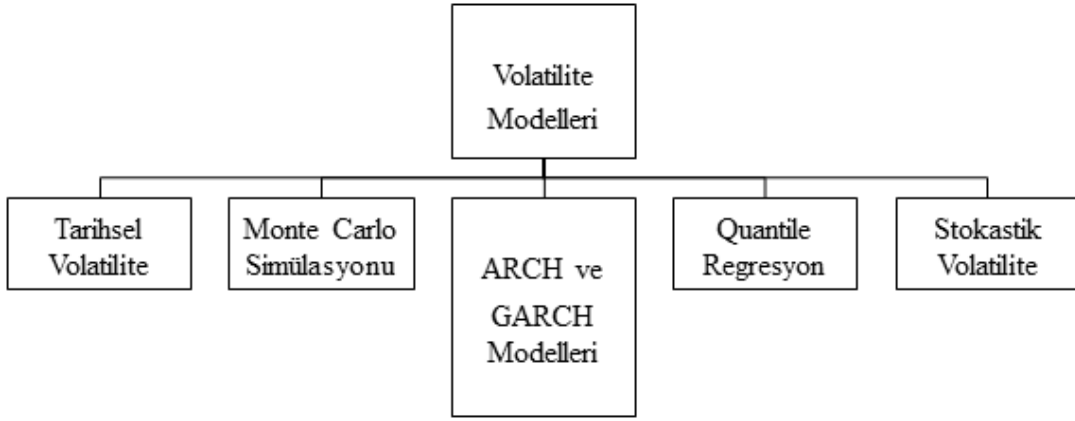 Volatilite
Modelleri
Tarihsel
Volatilite
Monte Carlo
Simülasyonu
ARCH ve
GARCH
Modelleri
Quantile
Regresyon
Stokastik
Volatilite